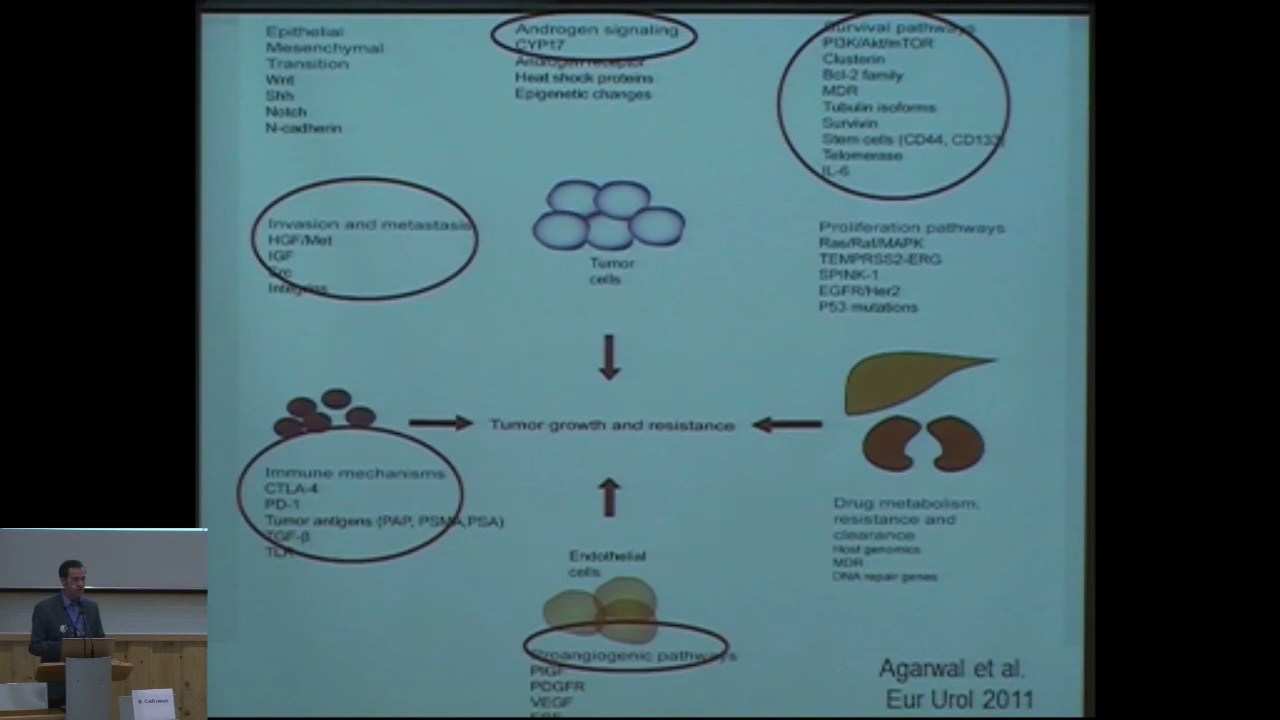 Epithelial
Mesenchymal
Transition
Wnt
Shh
Notch
N-cadherin
Androgen signaling
CYP17
Androgen receptor
Heat shock proteins
Epigenetic changes
Survival pathways
PI3K/Akt/mTOR
Clusterin
Bcl-2 family
MDR
Tubulin isoforms
Survivin
Stem cells (CD44, CD133)
Telomerase
IL-6
Invasion and metastasis
HGF/Met
IGF
Src
Integrins
Tumor
cells
Proliferation pathways
Ras/Raf/MAPK
TEMPRSS2-ERG
SPINK-1
EGFR/Her2
P53 mutations
Tumor growth and resistance
Immune mechanisms
CTLA-4
PD-1
Tumor antigens (PAP, PSMA,PSA)
TGF-β
Drug metabolism,
resistance and
clearance
Host genomics
MDR
DNA repair genes
Endothelial
cells
Proangiogenic pathways
PlGF
PDGFR
VEGF
Agarwal et al.
Eur Urol 2011